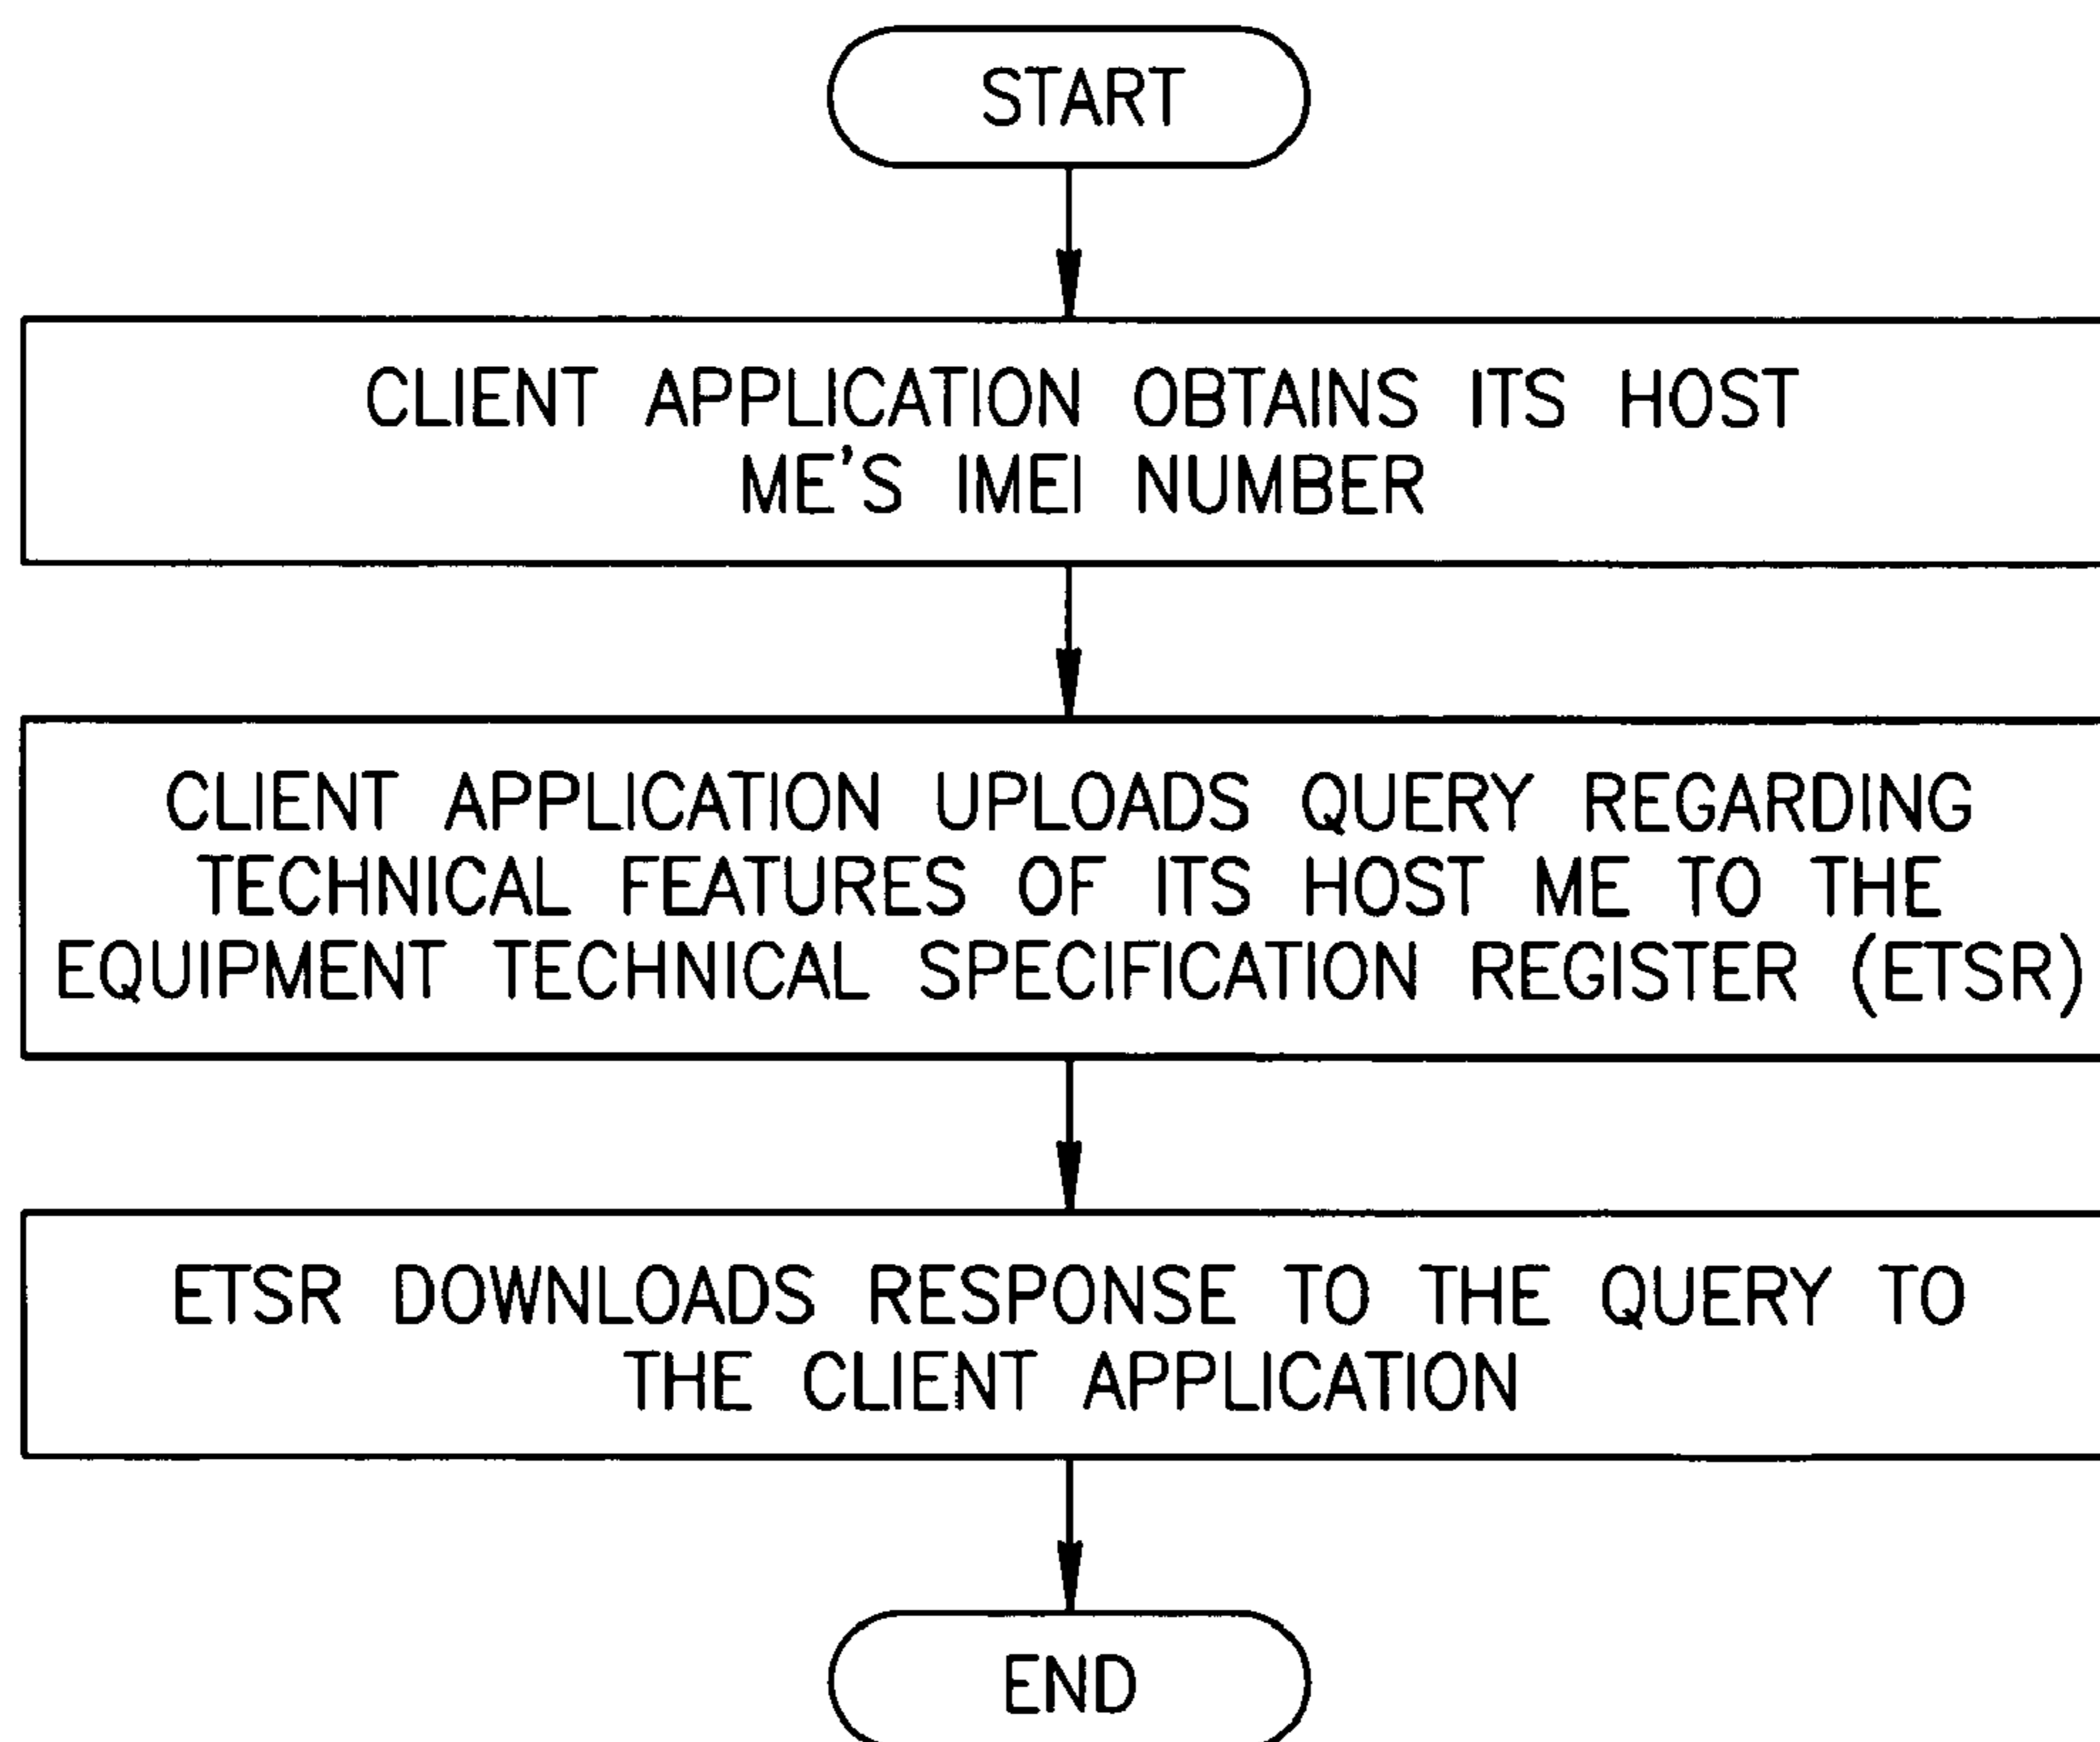 START
CLIENT APPLICATION OBTAINS ITS HOST
ME'S IMEI NUMBER
CLIENT APPLICATION UPLOADS QUERY REGARDING
TECHNICAL FEATURES OF ITS HOST ME TO THE
EQUIPMENT TECHNICAL SPECIFICATION REGISTER (ETSR)
ETSR DOWNLOADS RESPONSE TO THE QUERY TO
THE CLIENT APPLICATION
END